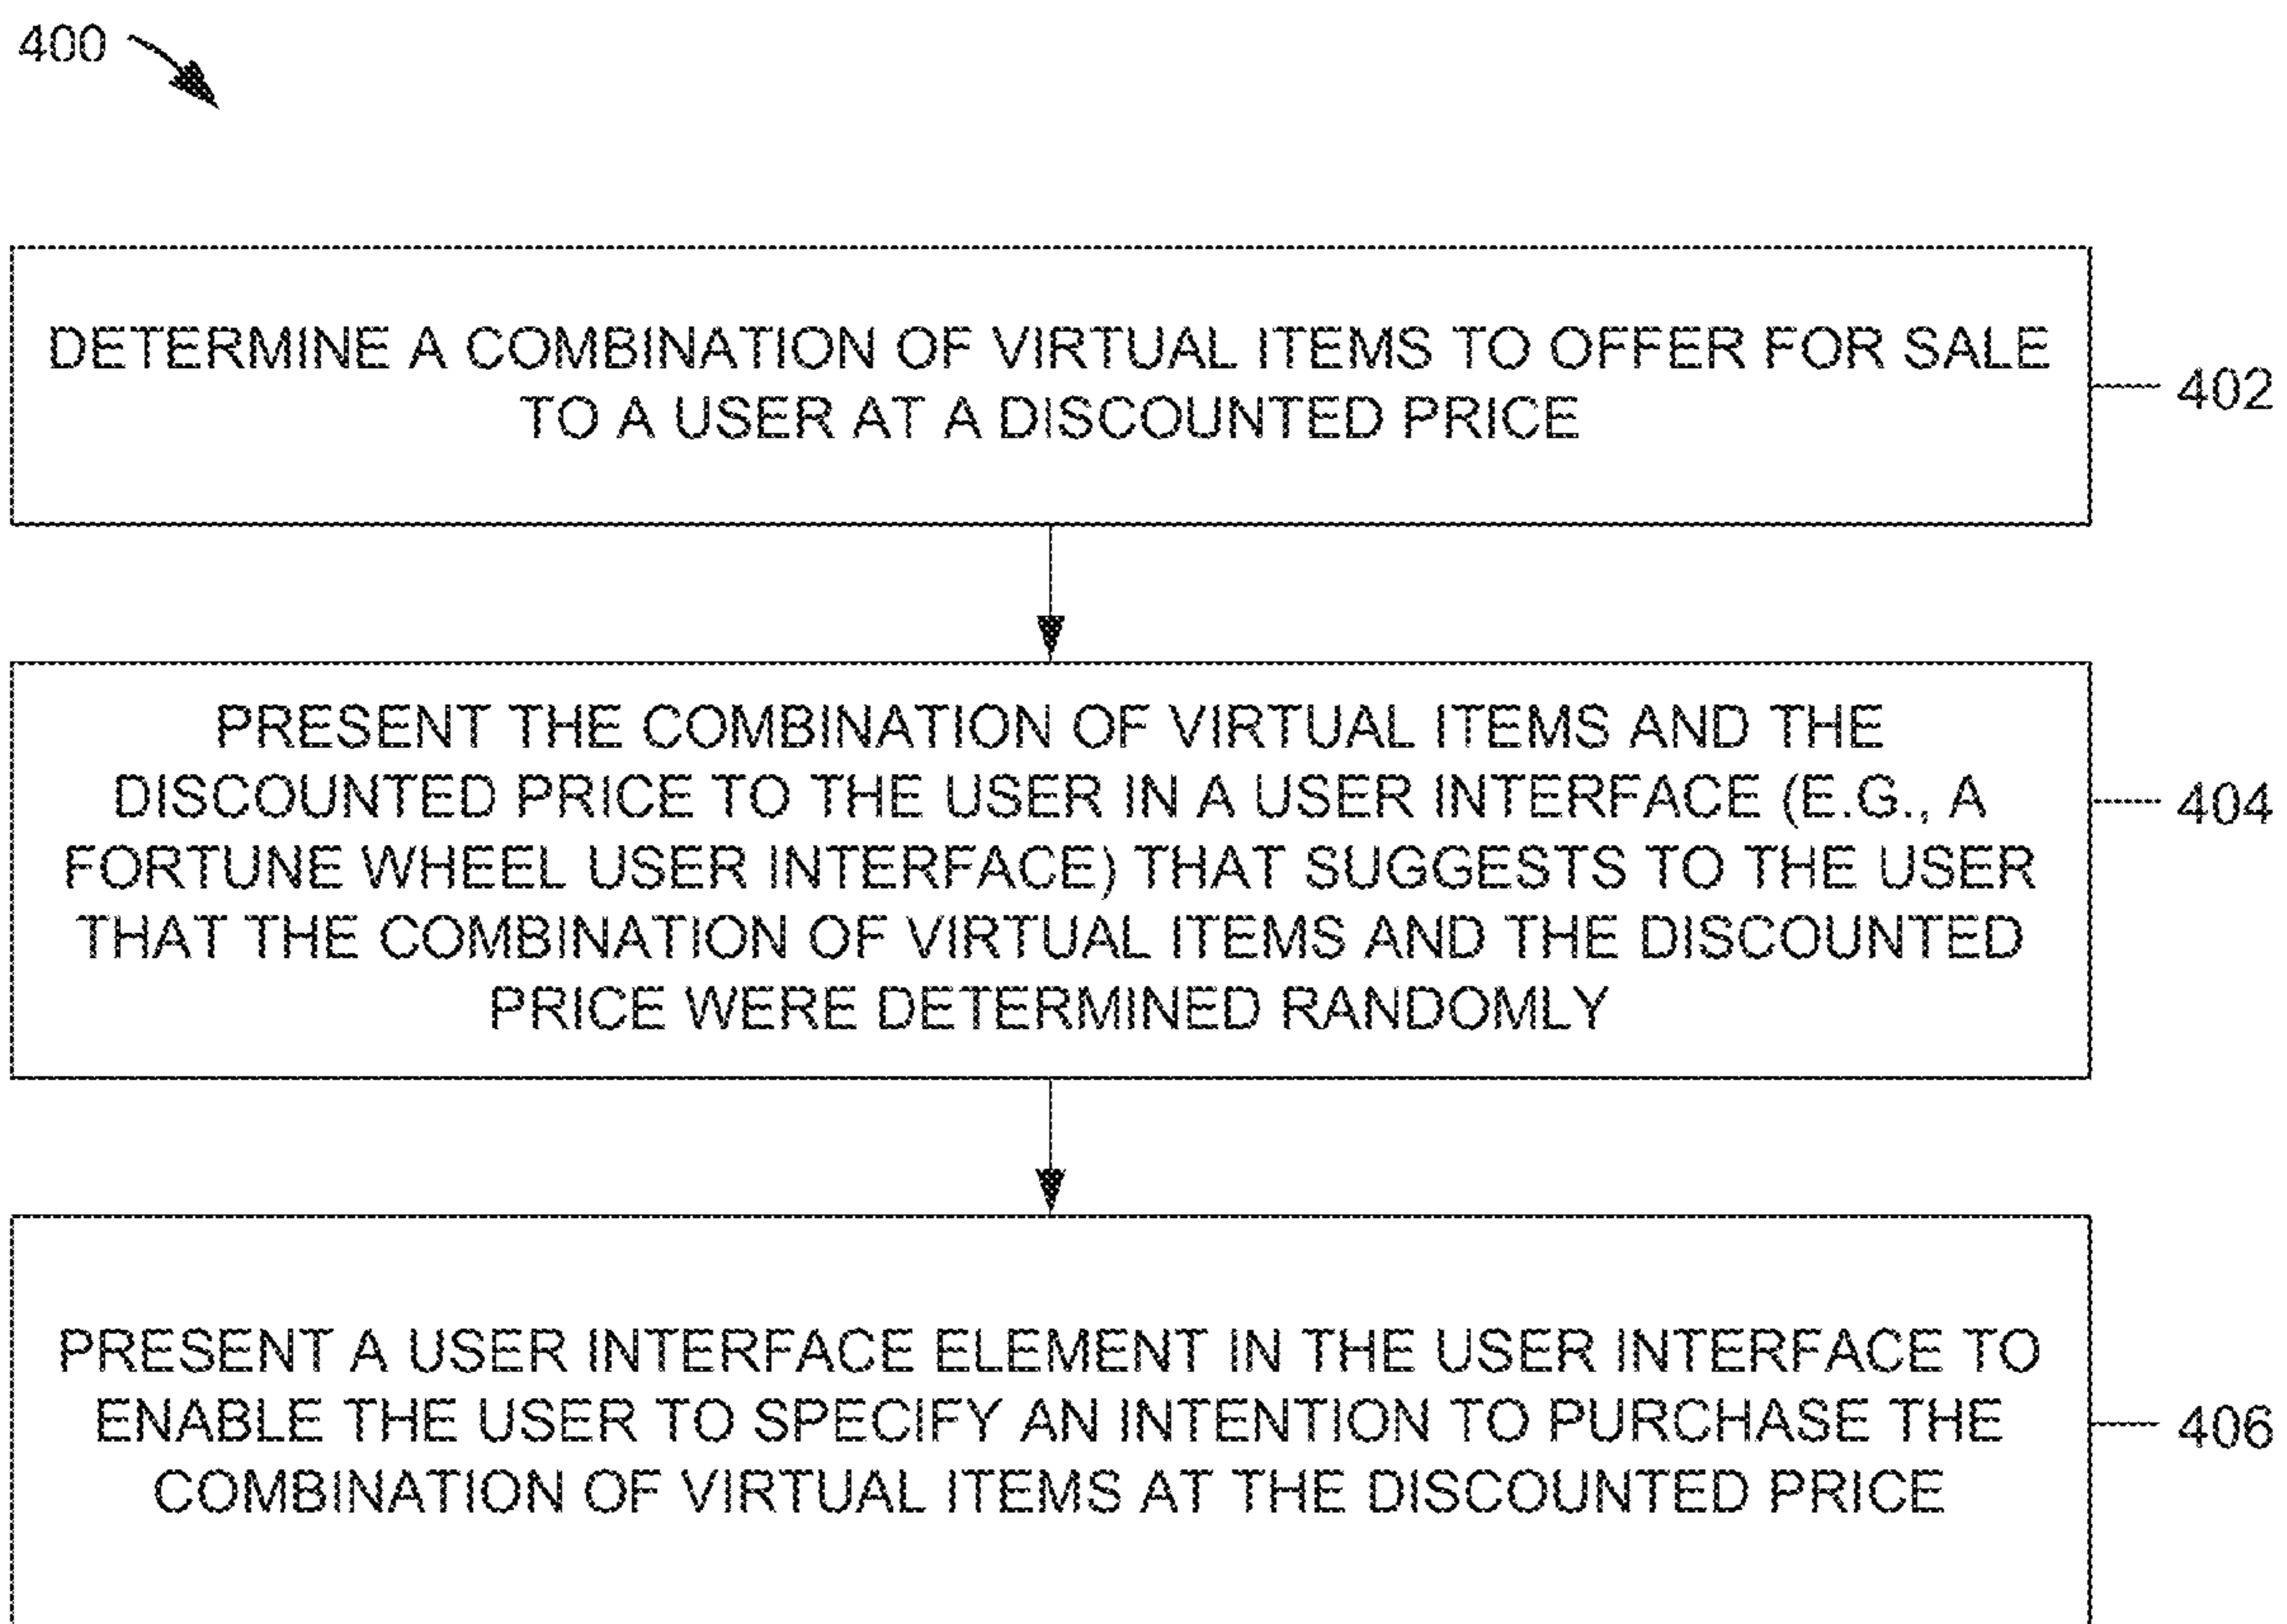 400
DETERMINE A COMBINATION OF VIRTUAL ITEMS TO OFFER FOR SALE
TO A USER AT A DISCOUNTED PRICE
402
PRESENT THE COMBINATION OF VIRTUAL ITEMS AND THE
DISCOUNTED PRICE TO THE USER IN A USER INTERFACE (E.G., A
FORTUNE WHEEL USER INTERFACE) THAT SUGGESTS TO THE USER
THAT THE COMBINATION OF VIRTUAL ITEMS AND THE DISCOUNTED
PRICE WERE DETERMINED RANDOMLY
404
PRESENT A USER INTERFACE ELEMENT IN THE USER INTERFACE TO
ENABLE THE USER TO SPECIFY AN INTENTION TO PURCHASE THE
COMBINATION OF VIRTUAL ITEMS AT THE DISCOUNTED PRICE
406